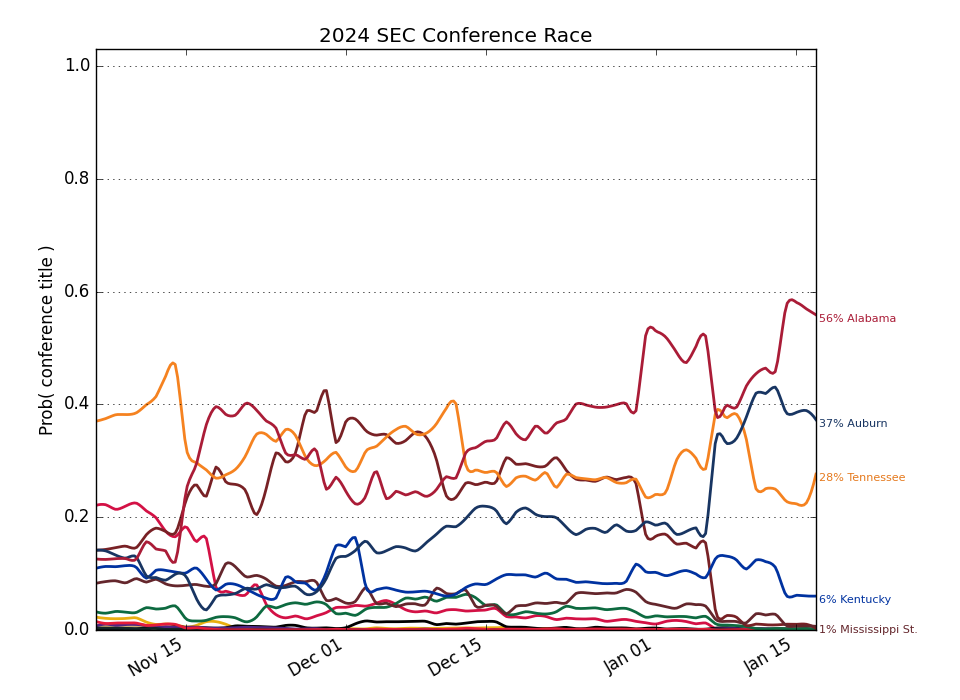 2024 SEC Conference Race
1.0
0.8
0.6
0.4
0.2
0.0
Prob( conference title )
56% Alabama
37% Auburn
28% Tennessee
6% Kentucky
1% Mississippi St.
Nov 15
Dec 01
Dec 15
Jan 01
Jan 15